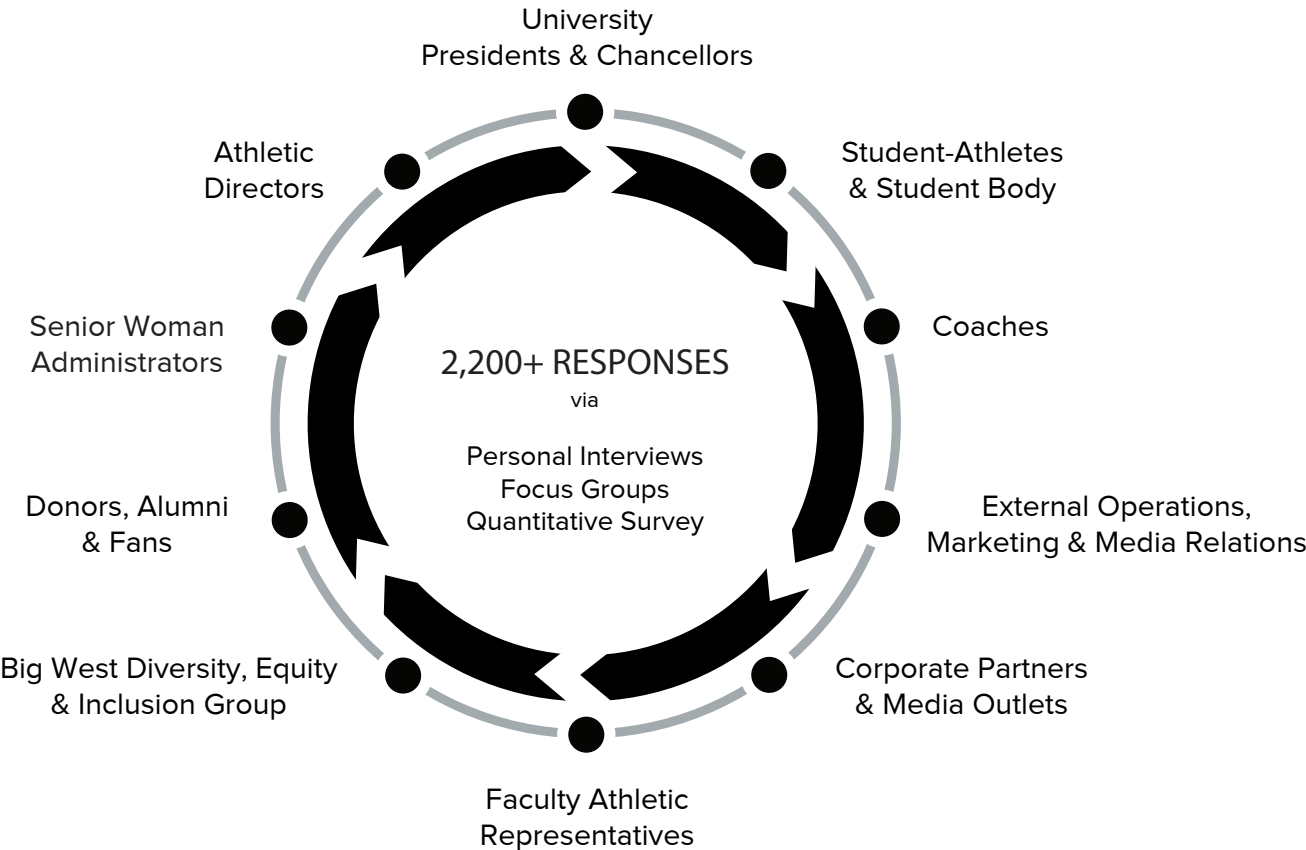 University
Presidents & Chancellors
Student-Athletes
& Student Body
Coaches
External Operations,
Marketing & Media Relations
Corporate Partners
& Media Outlets
Faculty Athletic
Representatives
Big West Diversity, Equity
& Inclusion Group
Donors, Alumni
& Fans
Senior Woman
Administrators
Athletic
Directors
2,200+ RESPONSES
via
Personal Interviews
Focus Groups
Quantitative Survey